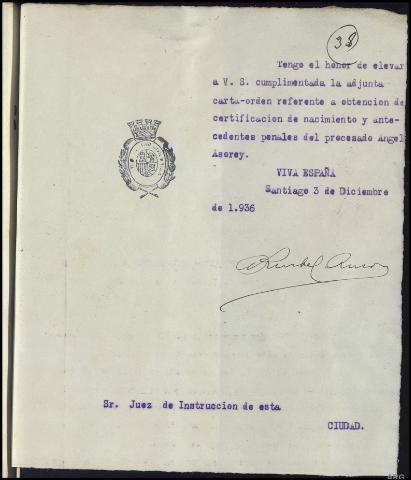 38
Tengo el honor de elevar
a V. S. cumplimentada la adjunta
carta-orden referente a obtencion de
certificacion de nacimiento y ante-
cedentes penales del procesado Angel
Asorey.
VIVA ESPAÑA
Santiago 3 de Diciembre
de 1.936
Sr. Juez de Instruccion de esta
CIUDAD.
ARG